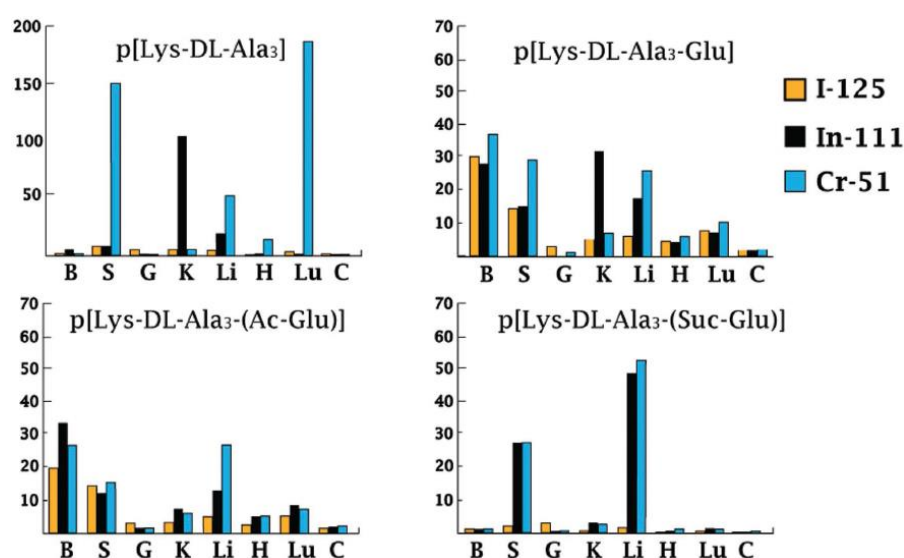 p[Lys-DL-Ala₃]
200
150
100
50
B S G K Li H Lu C
p[Lys-DL-Ala₃-Glu]
70
60
50
40
30
20
10
B S G K Li H Lu C
I-125
In-111
Cr-51
p[Lys-DL-Ala₃-(Ac-Glu)]
70
60
50
40
30
20
10
B S G K Li H Lu C
p[Lys-DL-Ala₃-(Suc-Glu)]
70
60
50
40
30
20
10
B S G K Li H Lu C